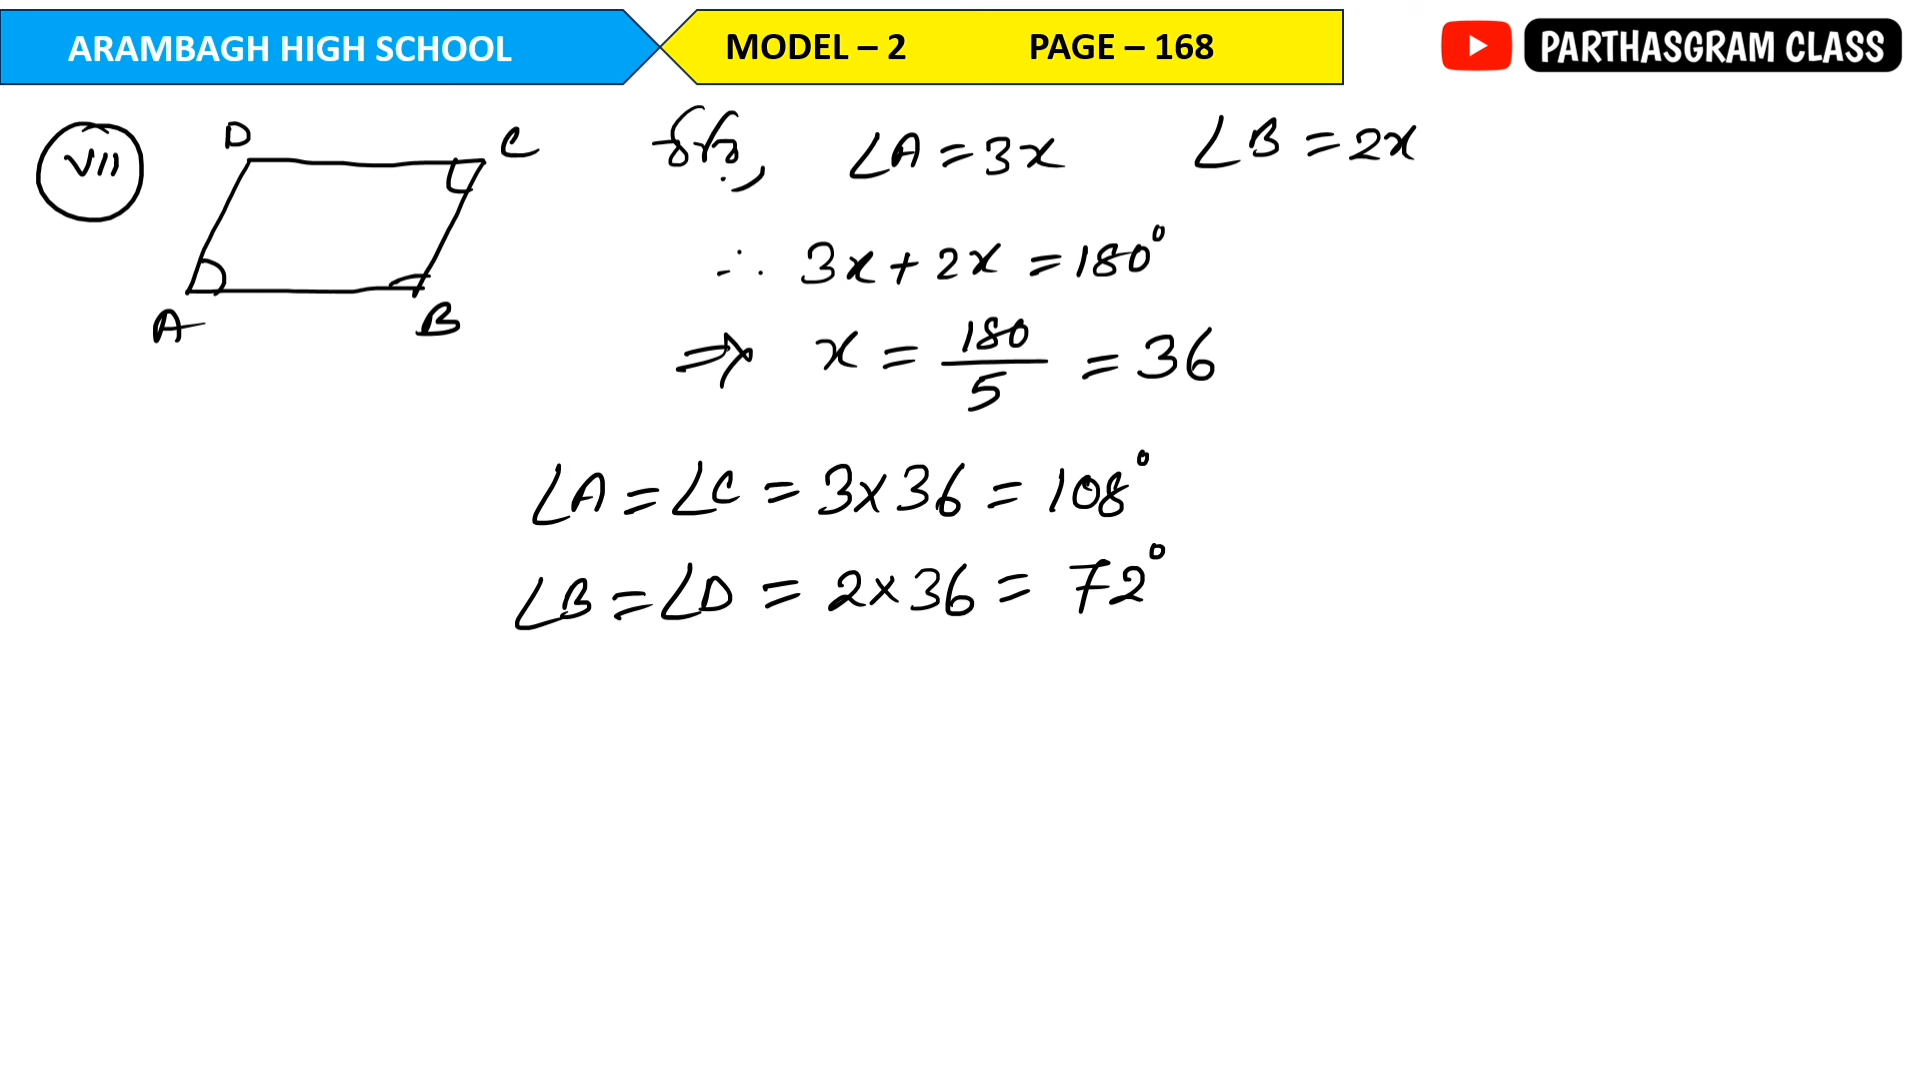 ARAMBAGH HIGH SCHOOL MODEL – 2 PAGE – 168 PARTHASGRAM CLASS
VII D C ধরি, ∠A = 3x ∠B = 2x
∴ 3x + 2x = 180°
A B
⇒ x = 180/5 = 36
∠A = ∠C = 3×36 = 108°
∠B = ∠D = 2×36 = 72°